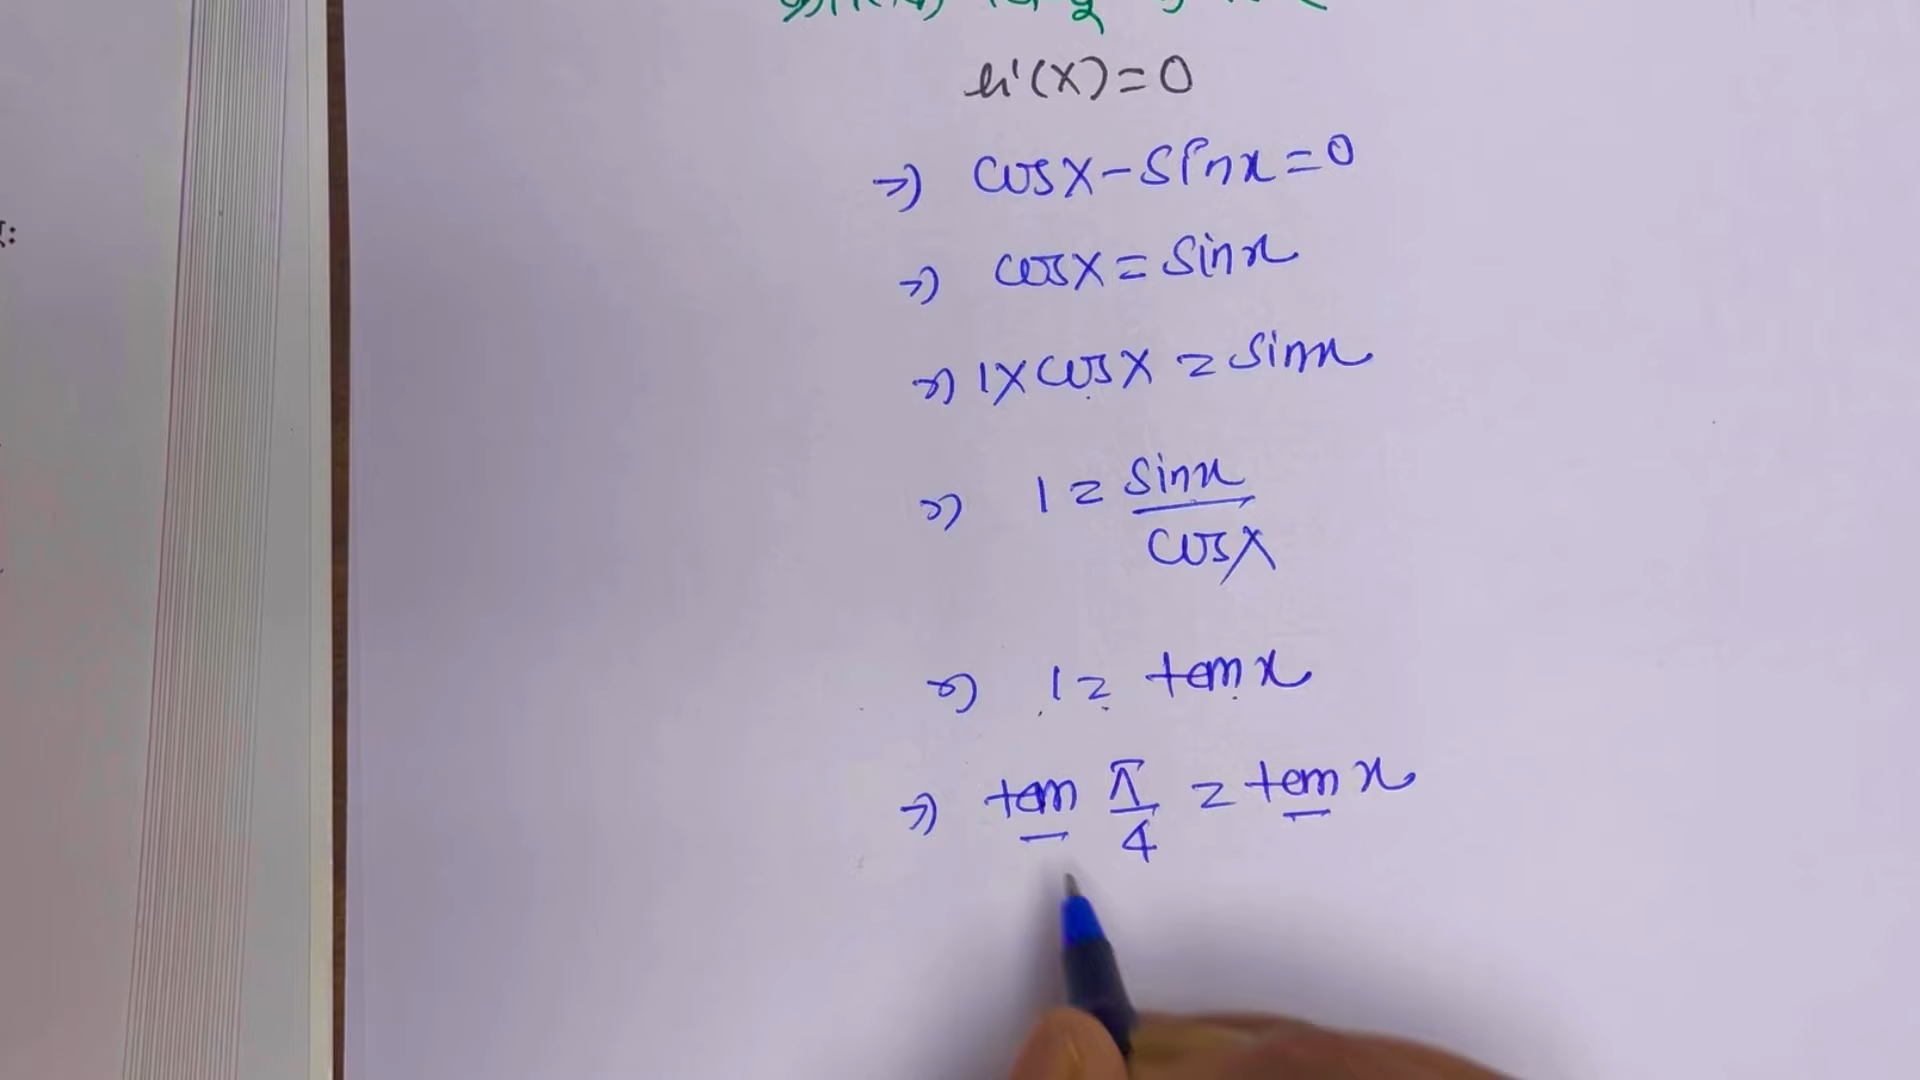 h'(x)=0
=> cosx-sinx=0
=> cosx=sinx
=> 1×cosx=sinx
=> 1=sinx/cosx
=> 1=tanx
=> tan π/4=tanx